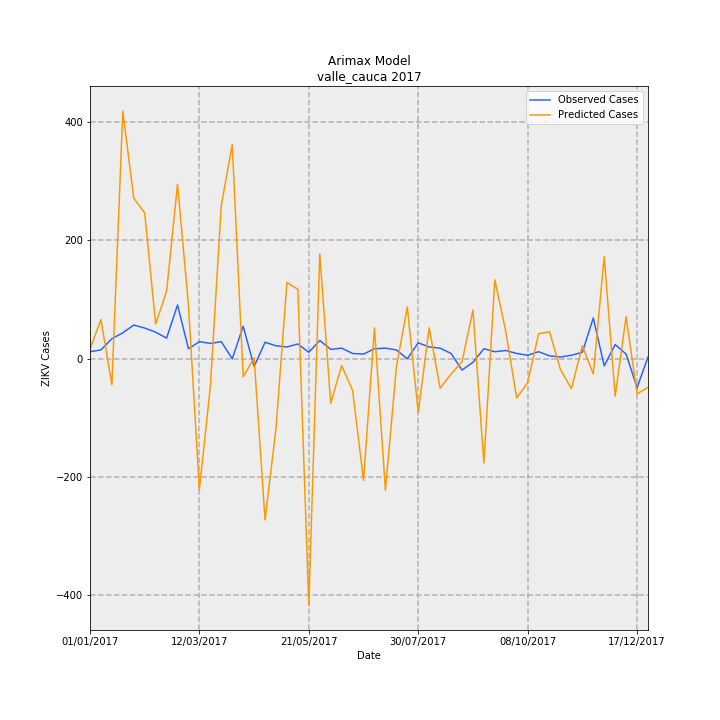 Arimax Model
valle_cauca 2017
Observed Cases
Predicted Cases
ZIKV Cases
400
200
0
−200
−400
01/01/2017
12/03/2017
21/05/2017
30/07/2017
08/10/2017
17/12/2017
Date